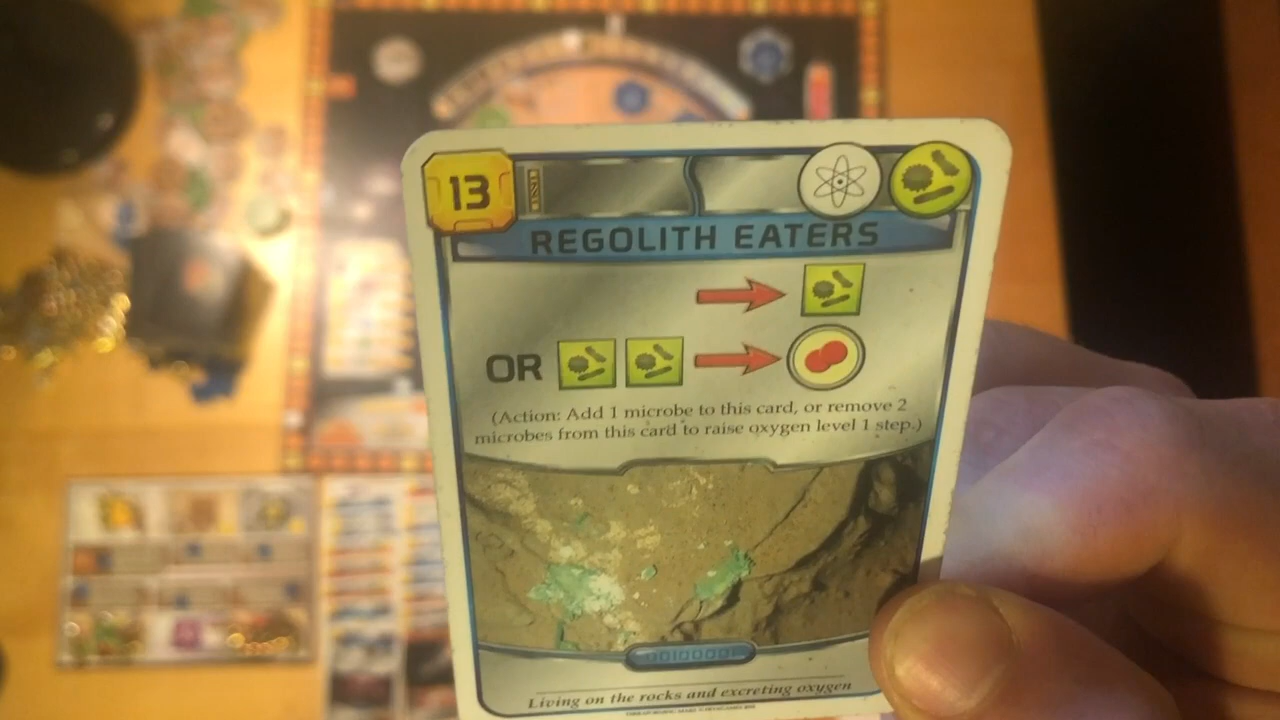 13
REGOLITH EATERS
OR
(Action: Add 1 microbe to this card, or remove 2
microbes from this card to raise oxygen level 1 step.)
Living on the rocks and excreting oxygen